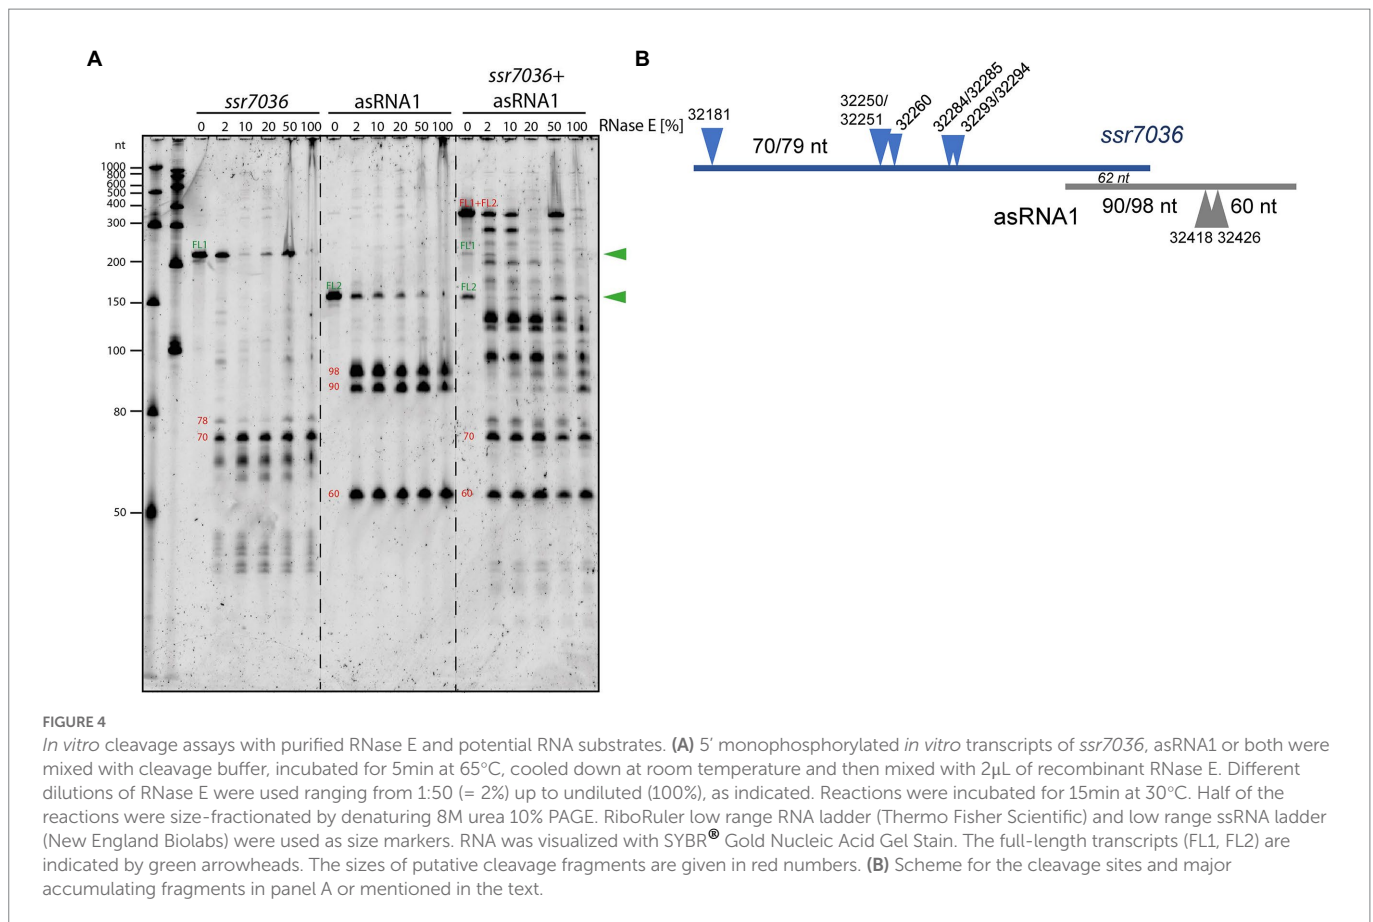 A
B
ssr7036
asRNA1
ssr7036+
asRNA1
0 2 10 20 50 100 0 2 10 20 50 100 0 2 10 20 50 100 RNase E [%]
nt
1000
800
600
500
400
300
200
150
100
80
50
FL1
78
70
FL2
98
90
60
FL1+FL2
FL1
FL2
70
60
32181
70/79 nt
32250/
32251
32260
32284/32285
32293/32294
ssr7036
62 nt
asRNA1
90/98 nt
60 nt
32418 32426
FIGURE 4
In vitro cleavage assays with purified RNase E and potential RNA substrates. (A) 5′ monophosphorylated in vitro transcripts of ssr7036, asRNA1 or both were
mixed with cleavage buffer, incubated for 5min at 65°C, cooled down at room temperature and then mixed with 2μL of recombinant RNase E. Different
dilutions of RNase E were used ranging from 1:50 (= 2%) up to undiluted (100%), as indicated. Reactions were incubated for 15min at 30°C. Half of the
reactions were size-fractionated by denaturing 8M urea 10% PAGE. RiboRuler low range RNA ladder (Thermo Fisher Scientific) and low range ssRNA ladder
(New England Biolabs) were used as size markers. RNA was visualized with SYBR® Gold Nucleic Acid Gel Stain. The full-length transcripts (FL1, FL2) are
indicated by green arrowheads. The sizes of putative cleavage fragments are given in red numbers. (B) Scheme for the cleavage sites and major
accumulating fragments in panel A or mentioned in the text.